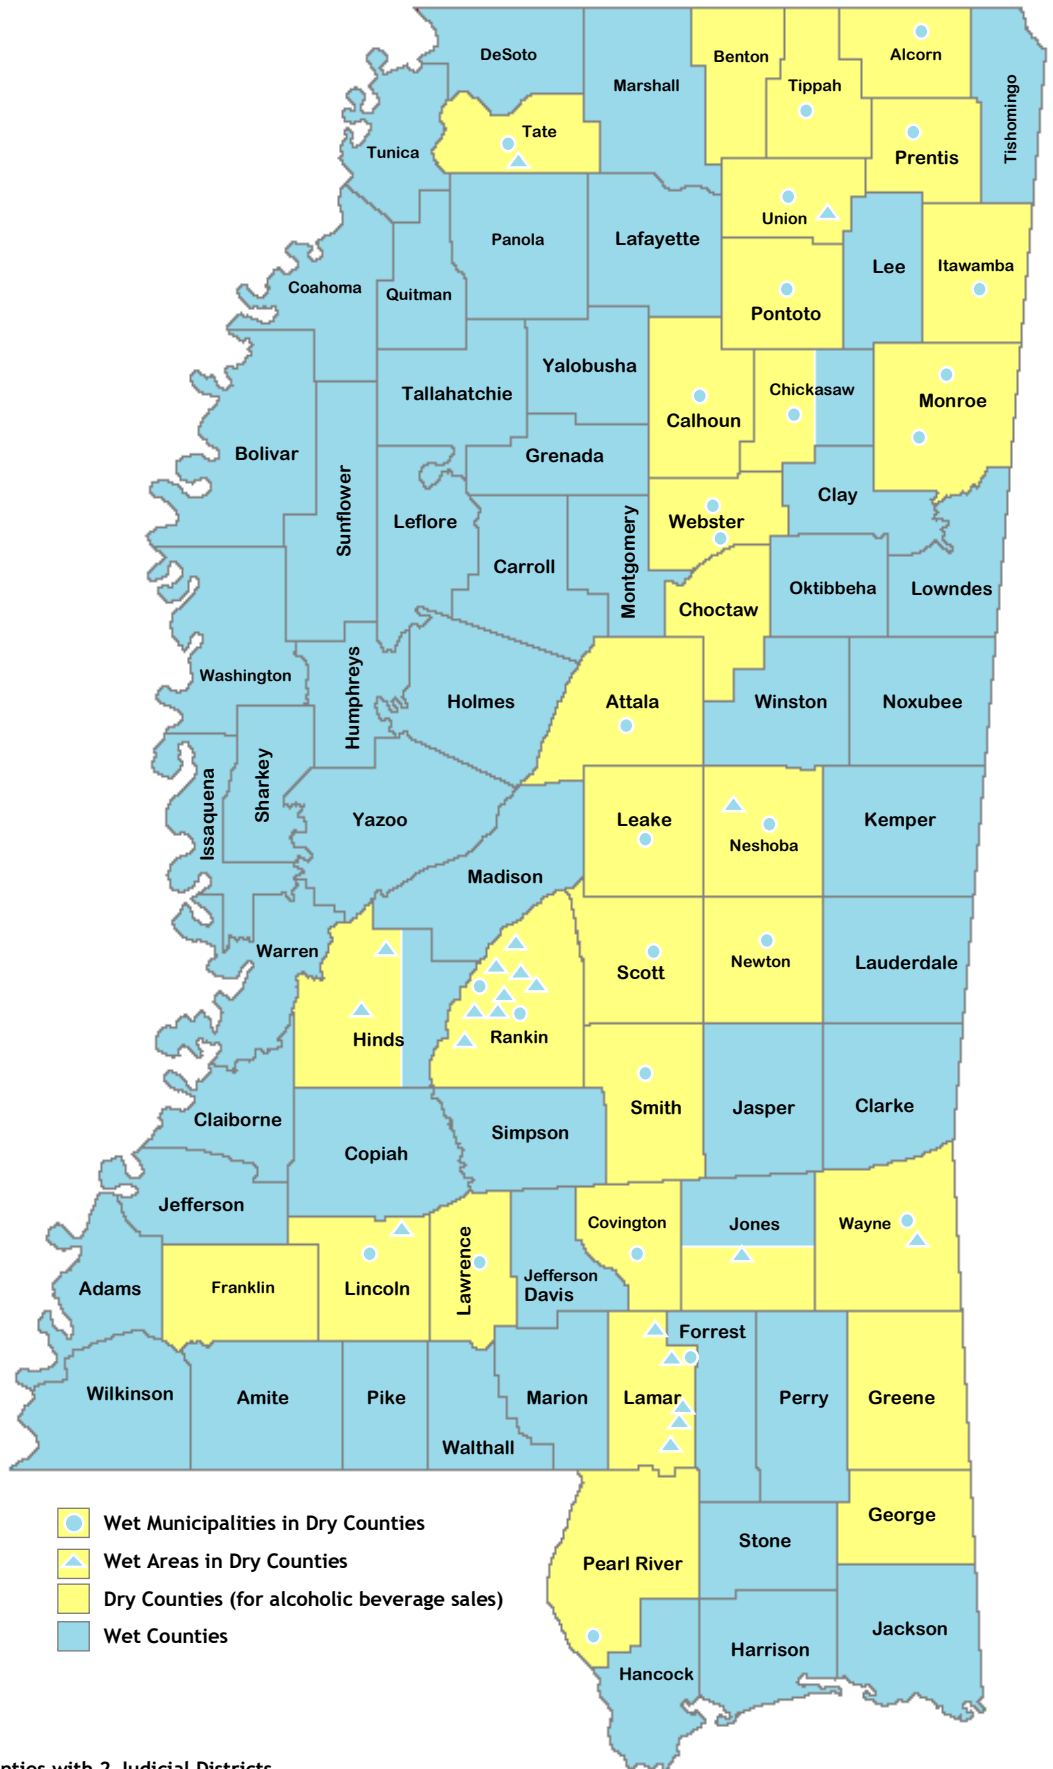 DeSoto
Marshall
Benton
Tippah
Alcorn
Tishomingo
Tate
Tunica
Prentis
Union
Panola
Lafayette
Lee
Itawamba
Coahoma
Quitman
Pontoto
Yalobusha
Tallahatchie
Chickasaw
Monroe
Calhoun
Bolivar
Grenada
Sunflower
Leflore
Clay
Webster
Carroll
Montgomery
Oktibbeha
Lowndes
Choctaw
Washington
Humphreys
Holmes
Attala
Winston
Noxubee
Sharkey
Issaquena
Yazoo
Leake
Neshoba
Kemper
Madison
Warren
Scott
Newton
Lauderdale
Hinds
Rankin
Smith
Jasper
Clarke
Claiborne
Simpson
Copiah
Jefferson
Covington
Jones
Wayne
Adams
Franklin
Lincoln
Lawrence
Jefferson
Davis
Forrest
Wilkinson
Amite
Pike
Walthall
Marion
Lamar
Perry
Greene
George
Stone
Pearl River
Jackson
Harrison
Hancock
Wet Municipalities in Dry Counties
Wet Areas in Dry Counties
Dry Counties (for alcoholic beverage sales)
Wet Counties
nties with 2 Judicial Districts